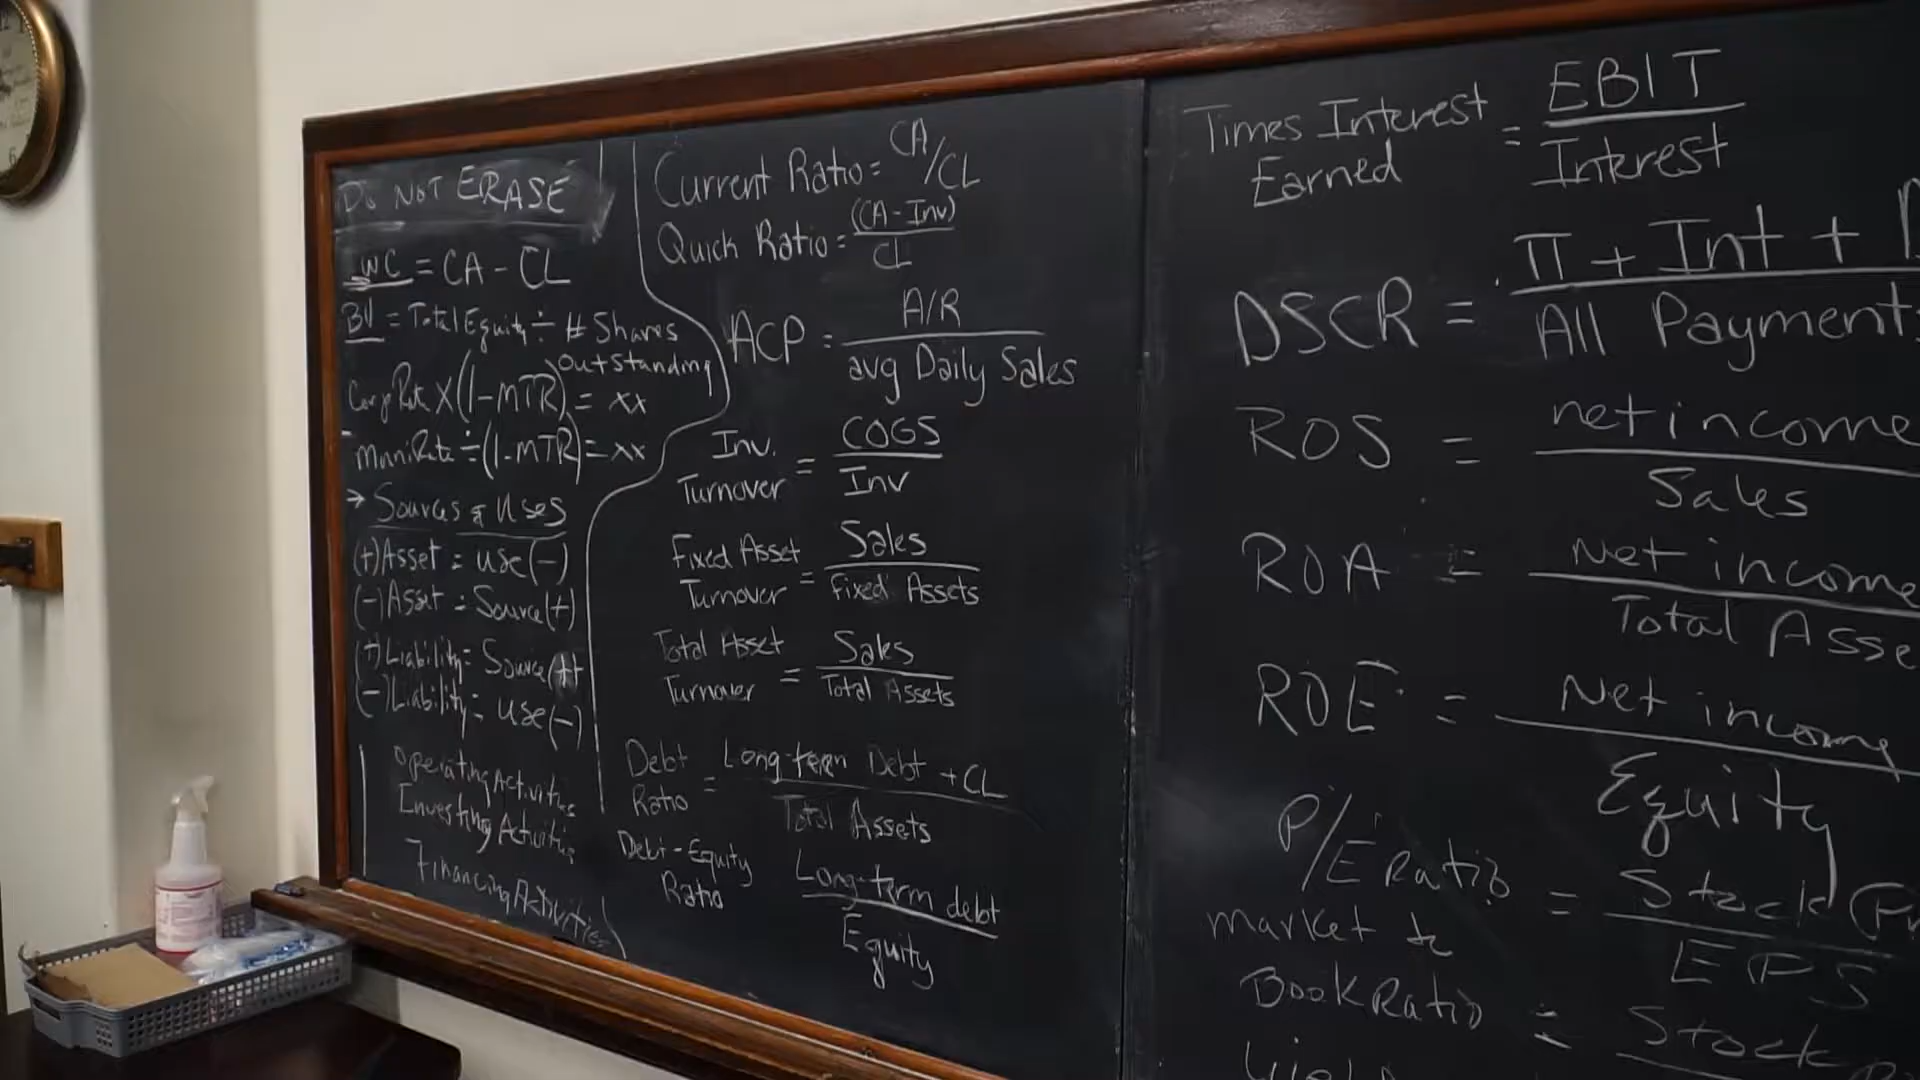 DO NOT ERASE
WC = CA - CL
BV = Total Equity ÷ # Shares
Outstanding
Corp Rate X (1-MTR) = xx
Muni Rate ÷ (1-MTR) = xx
→ Sources & Uses
(+) Asset = use (-)
(-) Asset = Source (+)
(+) Liability = Source (+)
(-) Liability = use (-)
Operating Activities
Investing Activities
Financing Activities
Current Ratio = CA/CL
Quick Ratio = (CA - Inv)
CL
ACP = A/R
avg Daily Sales
Inv.
Turnover = COGS
Inv
Fixed Asset
Turnover = Sales
Fixed Assets
Total Asset
Turnover = Sales
Total Assets
Debt
Ratio = Long-term Debt + CL
Total Assets
Debt-Equity
Ratio
Long-term debt
Equity
Times Interest
Earned = EBIT
Interest
DSCR = π + Int +
All Payments
ROS = net income
Sales
ROA = Net income
Total Asse
ROE = Net income
Equity
P/E Ratio = Stock
EPS
market to
Book Ratio = Stock
6